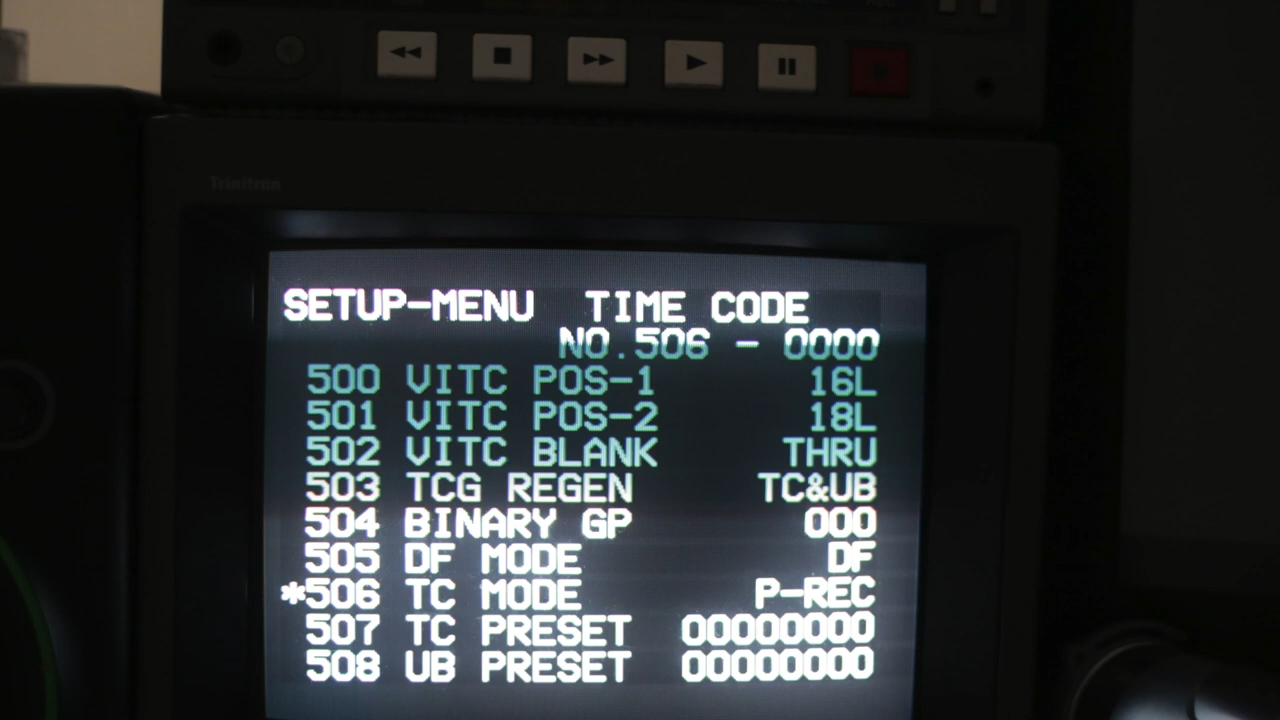 Trinitron
SETUP-MENU TIME CODE
NO.506 - 0000
500 VITC POS-1 16L
501 VITC POS-2 18L
502 VITC BLANK THRU
503 TCG REGEN TC&UB
504 BINARY GP 000
505 DF MODE DF
*506 TC MODE P-REC
507 TC PRESET 00000000
508 UB PRESET 00000000